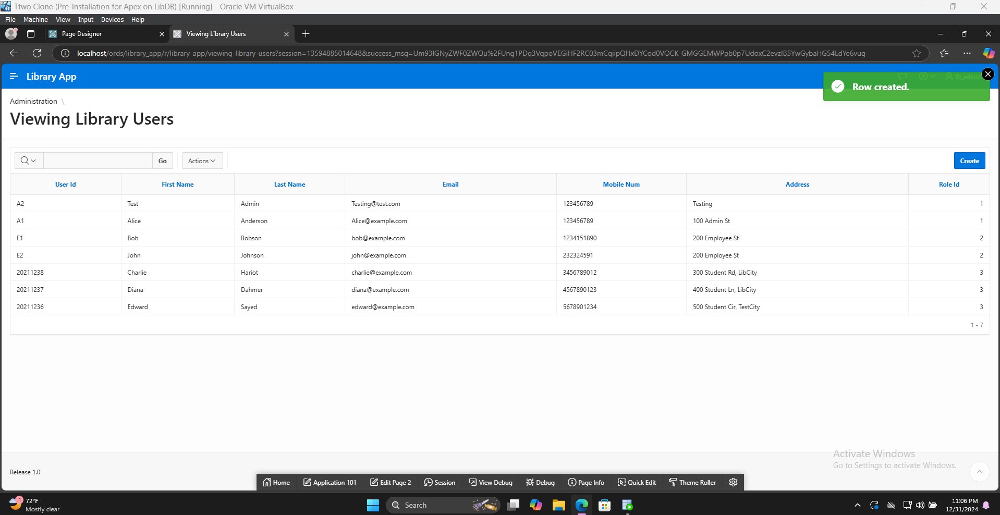 Ttwo Clone (Pre-Installation for Apex on LibDB) [Running] - Oracle VM VirtualBox
File Machine View Input Devices Help
Page Designer
Viewing Library Users
localhost/ords/library_app/r/library-app/viewing-library-users?session=13594885014648&success_msg=Um93IGNyZWF0ZWQu%2FUng1PDq3VqpoVEGiHF2RC03mCqiipQHxDYCod0VOCK-GMGGEMWPpb0p7UdoxC2evzIB5YwGybaHG54LdYe6vug
Library App
lb_admin
Row created.
Administration \
Viewing Library Users
Go
Actions
Create
User Id First Name Last Name Email Mobile Num Address Role Id
A2 Test Admin Testing@test.com 123456789 Testing 1
A1 Alice Anderson Alice@example.com 123456789 100 Admin St 1
E1 Bob Bobson bob@example.com 1234151890 200 Employee St 2
E2 John Johnson john@example.com 232324591 200 Employee St 2
20211238 Charlie Hariot charlie@example.com 3456789012 300 Student Rd, LibCity 3
20211237 Diana Dahmer diana@example.com 4567890123 400 Student Ln, LibCity 3
20211236 Edward Sayed edward@example.com 5678901234 500 Student Cir, TestCity 3
1 - 7
Activate Windows
Go to Settings to activate Windows.
Release 1.0
Home Application 101 Edit Page 2 Session View Debug Debug Page Info Quick Edit Theme Roller
1
72°F
Mostly clear
Search
11:06 PM
12/31/2024